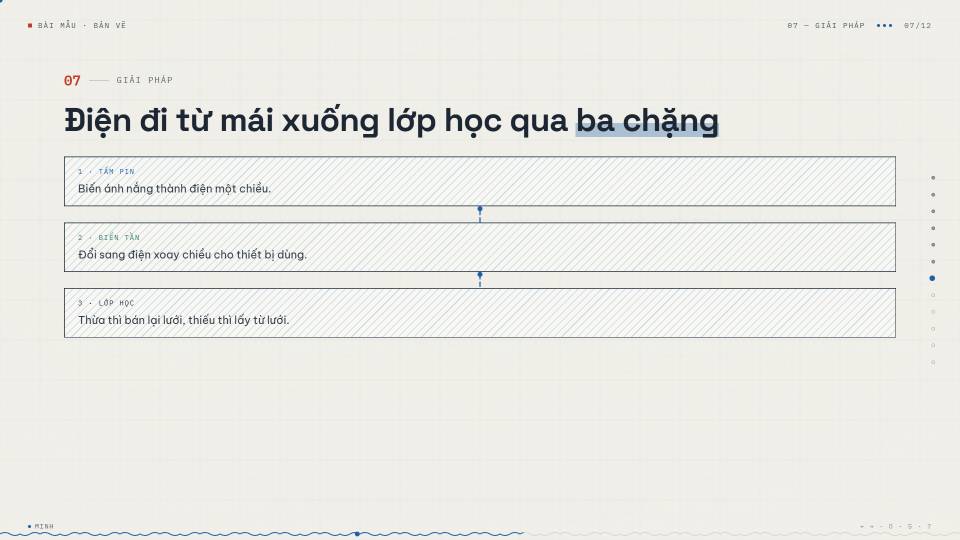 BÀI MẪU · BẢN VẼ
07 — GIẢI PHÁP
07/12
07 — GIẢI PHÁP
Điện đi từ mái xuống lớp học qua ba chặng
1 · TẤM PIN
Biến ánh nắng thành điện một chiều.
2 · BIẾN TẦN
Đổi sang điện xoay chiều cho thiết bị dùng.
3 · LỚP HỌC
Thừa thì bán lại lưới, thiếu thì lấy từ lưới.
MINH